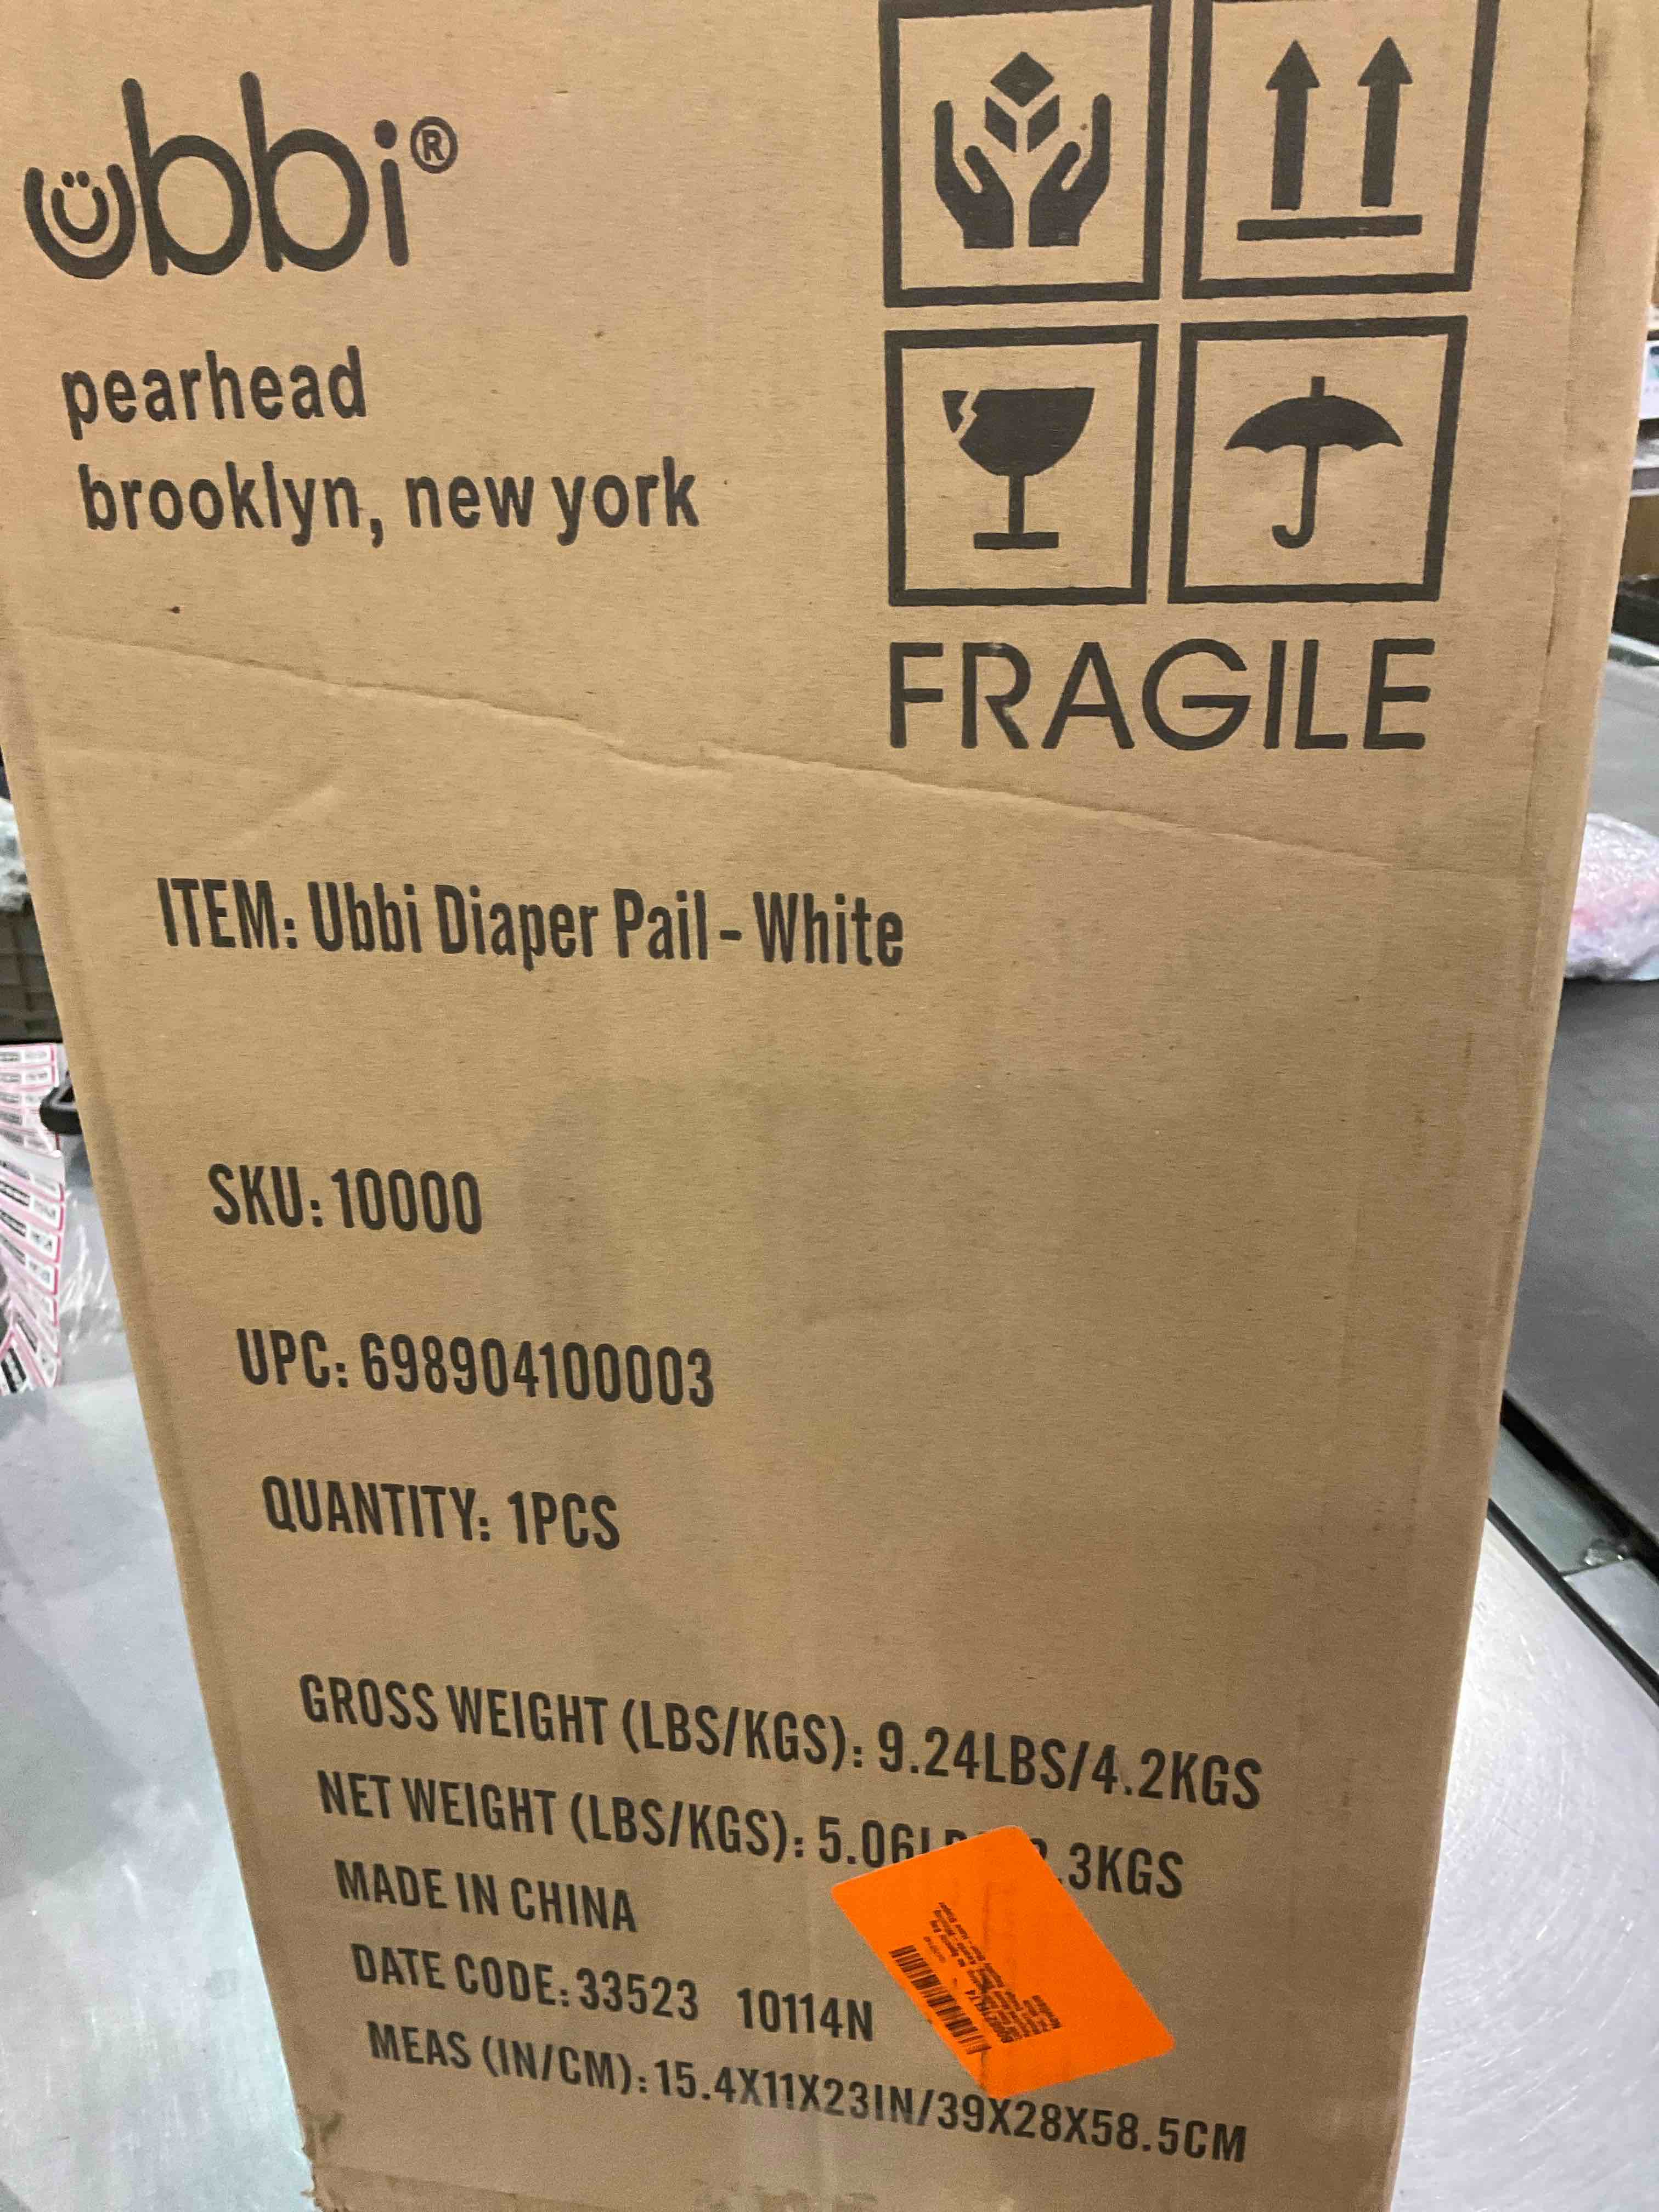 ubbi®
pearhead
brooklyn, new york
FRAGILE
ITEM: Ubbi Diaper Pail - White
SKU: 10000
UPC: 698904100003
QUANTITY: 1PCS
GROSS WEIGHT (LBS/KGS): 9.24LBS/4.2KGS
NET WEIGHT (LBS/KGS): 5.06 .3KGS
MADE IN CHINA
DATE CODE: 33523 10114N
MEAS (IN/CM): 15.4X11X23IN/39X28X58.5CM